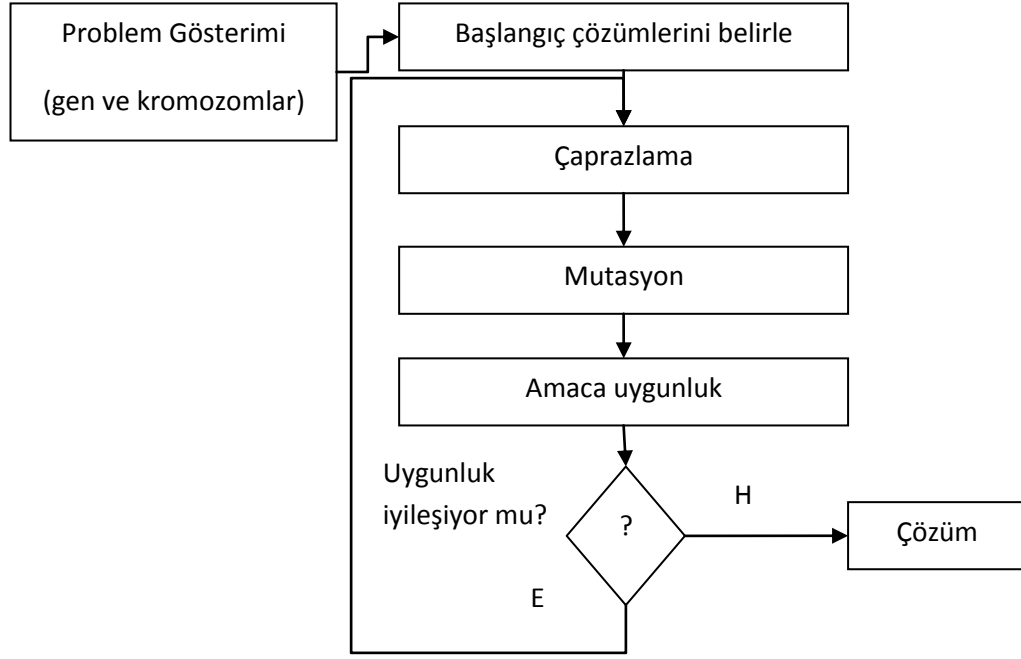 Problem Gösterimi
(gen ve kromozomlar)
Başlangıç çözümlerini belirle
Çaprazlama
Mutasyon
Amaca uygunluk
Uygunluk
iyileşiyor mu?
?
H
Çözüm
E